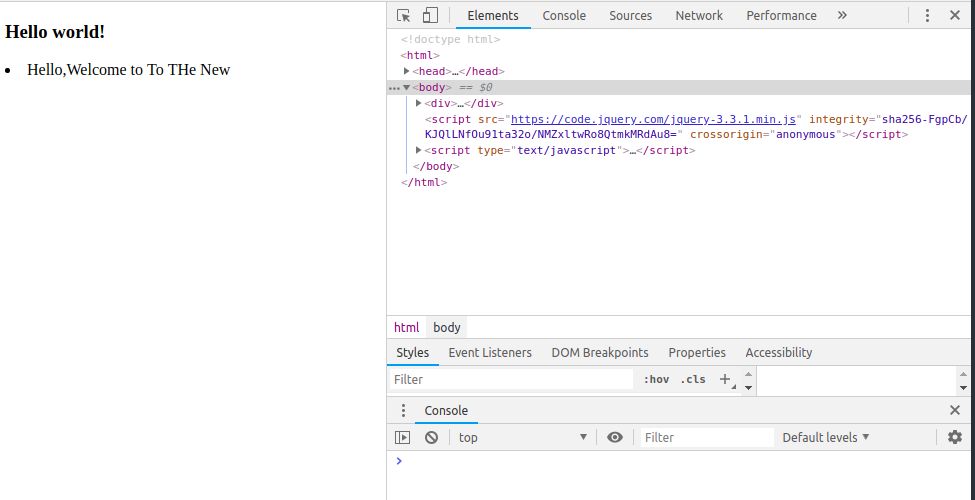 Hello world!
Hello,Welcome to To THe New
Elements Console Sources Network Performance »
<!doctype html>
<html>
<head>…</head>
<body> == $0
<div>…</div>
<script src="https://code.jquery.com/jquery-3.3.1.min.js" integrity="sha256-FgpCb/
KJQlLNfOu91ta32o/NMZxltwRo8QtmkMRdAu8=" crossorigin="anonymous"></script>
<script type="text/javascript">…</script>
</body>
</html>
html body
Styles Event Listeners DOM Breakpoints Properties Accessibility
Filter :hov .cls +
Console
top Filter Default levels